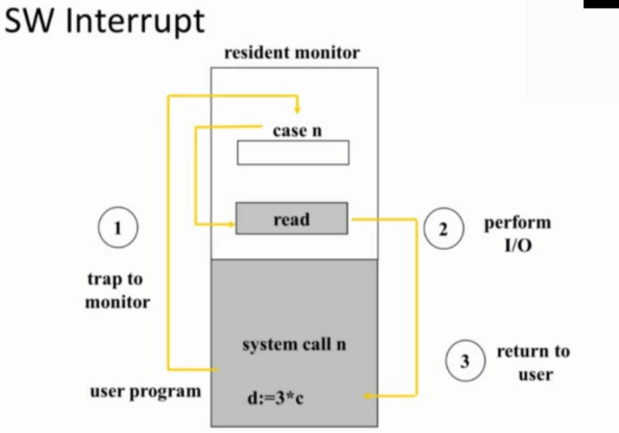 SW Interrupt
resident monitor
case n
read
1
trap to
monitor
2
perform
I/O
system call n
3
return to
user
user program
d:=3*c